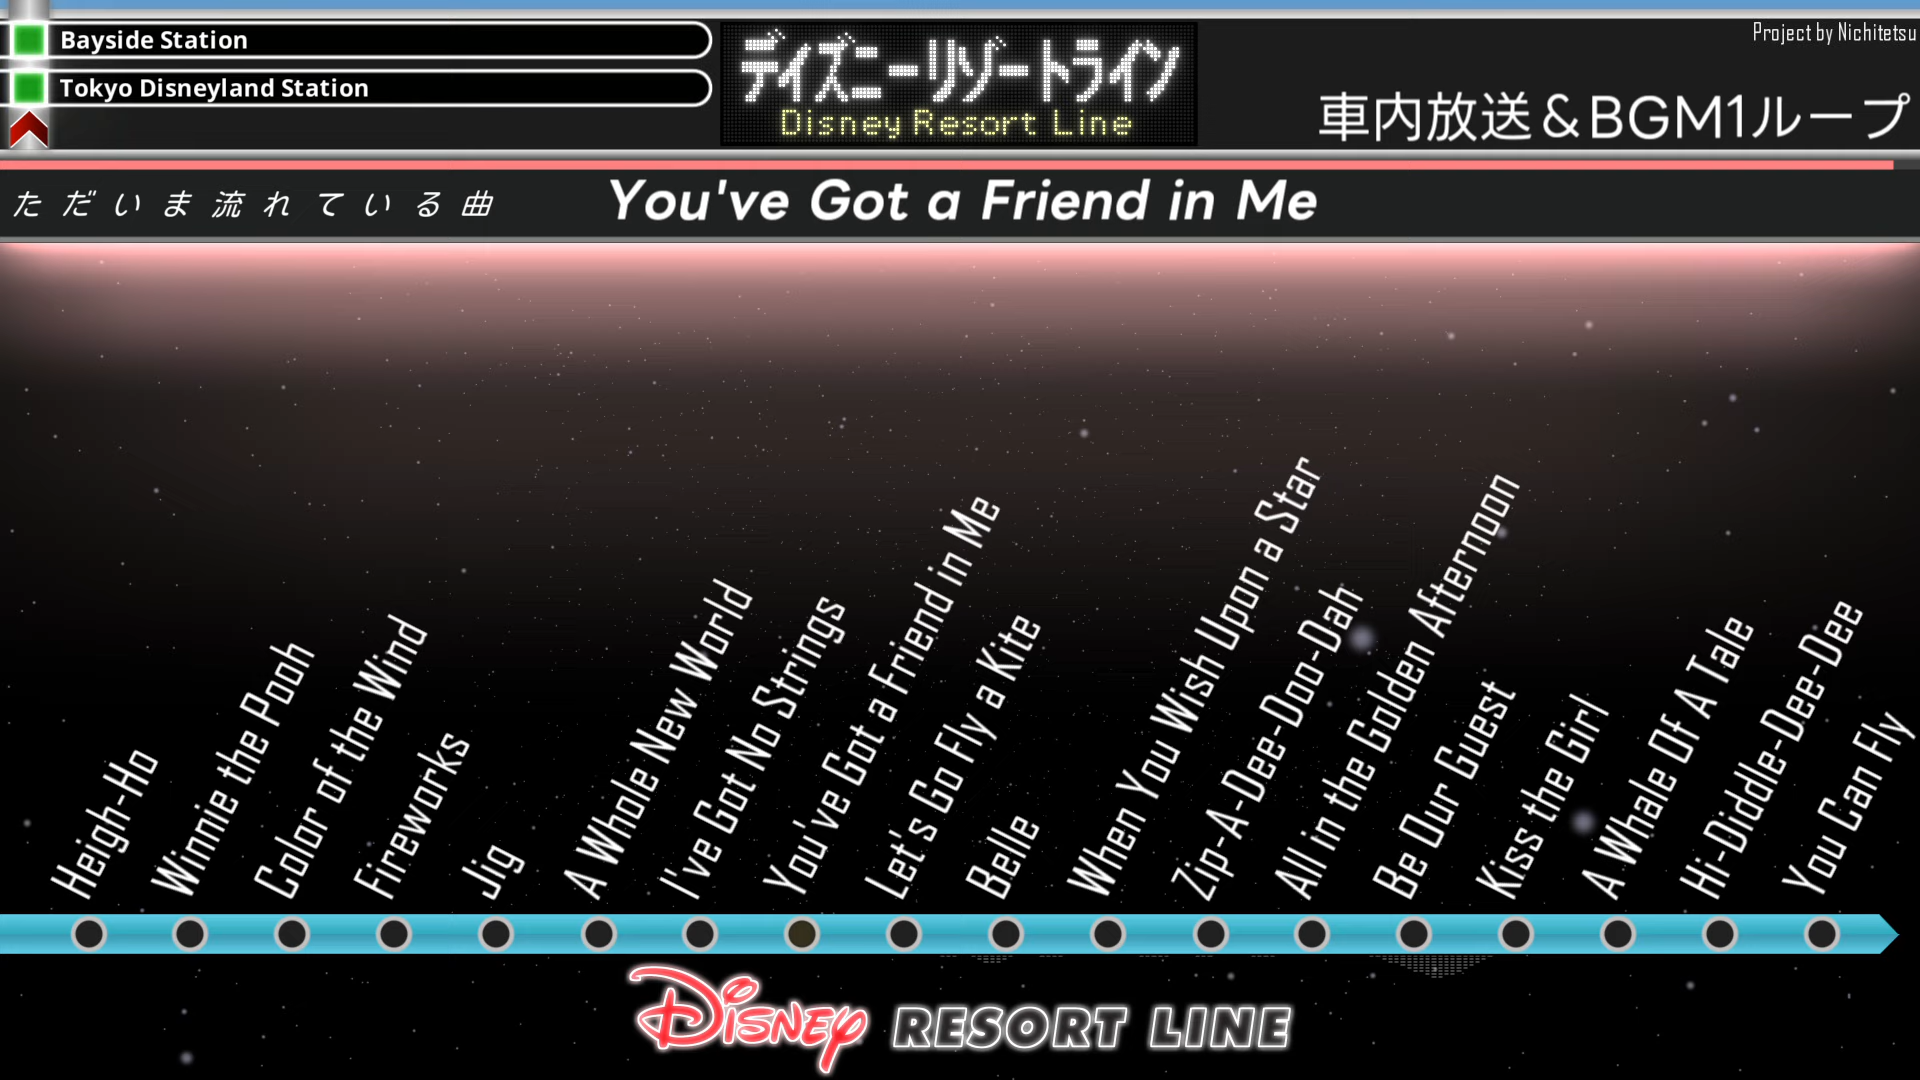 Bayside Station
Tokyo Disneyland Station
ディズニーリゾートライン
Disney Resort Line
Project by Nichitetsu
車内放送＆BGM1ループ
ただいま流れている曲
You've Got a Friend in Me
Heigh-Ho
Winnie the Pooh
Color of the Wind
Fireworks
Jig
A Whole New World
I've Got No Strings
You've Got a Friend in Me
Let's Go Fly a Kite
Belle
When You Wish Upon a Star
Zip-A-Dee-Doo-Dah
All in the Golden Afternoon
Be Our Guest
Kiss the Girl
A Whale Of A Tale
Hi-Diddle-Dee-Dee
You Can Fly
Disney RESORT LINE